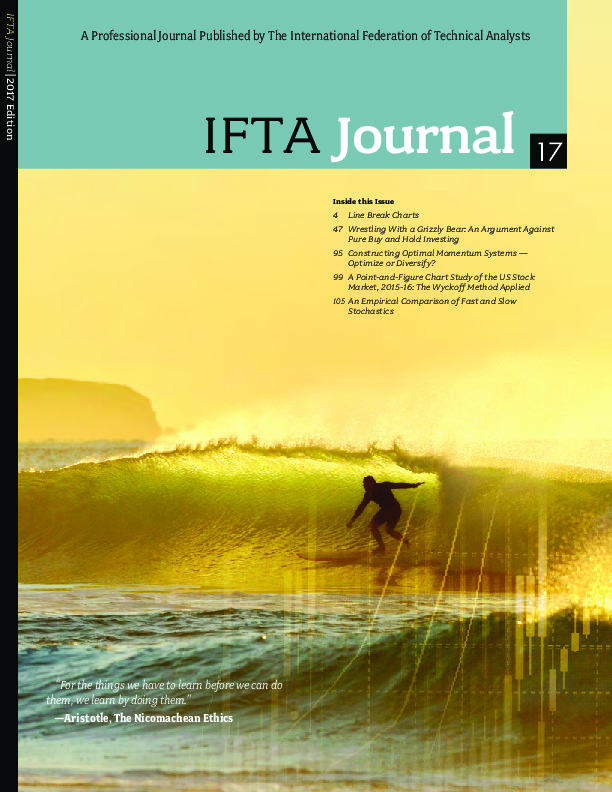 IFTA Journal | 2017 Edition
A Professional Journal Published by The International Federation of Technical Analysts
IFTA Journal
17
Inside this Issue
4 Line Break Charts
47 Wrestling With a Grizzly Bear: An Argument Against
Pure Buy and Hold Investing
95 Constructing Optimal Momentum Systems —
Optimize or Diversify?
99 A Point-and-Figure Chart Study of the US Stock
Market, 2015-16: The Wyckoff Method Applied
105 An Empirical Comparison of Fast and Slow
Stochastics
"For the things we have to learn before we can do
them, we learn by doing them."
—Aristotle, The Nicomachean Ethics